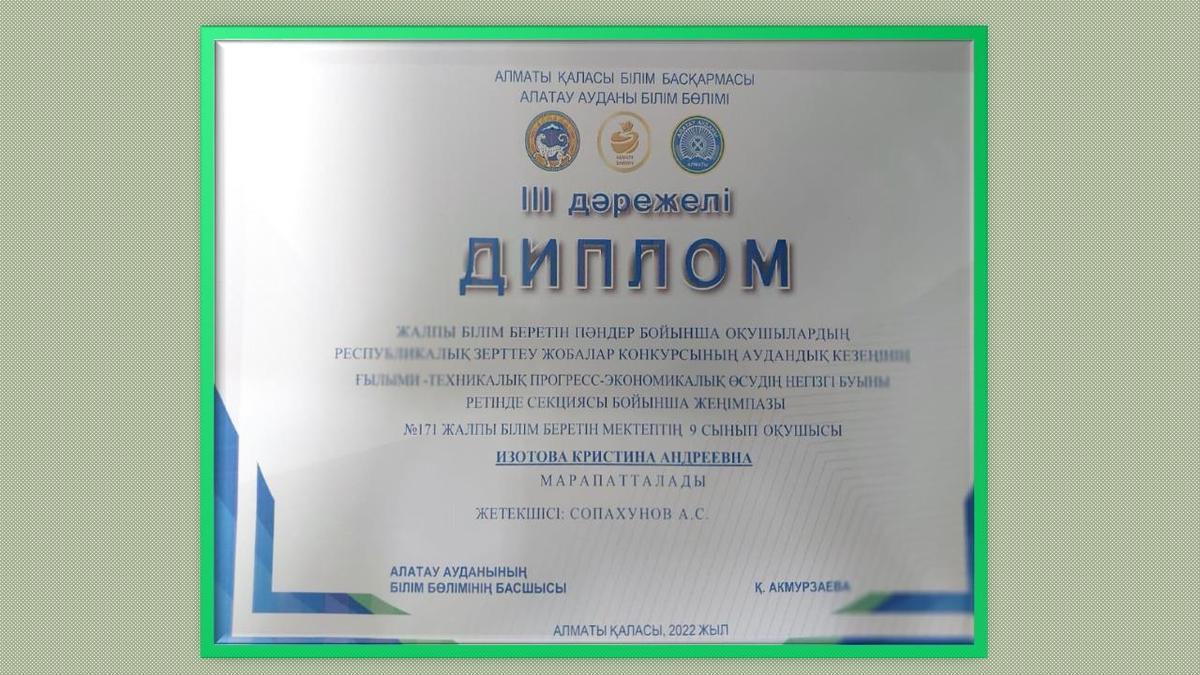 АЛМАТЫ ҚАЛАСЫ БІЛІМ БАСҚАРМАСЫ
АЛАТАУ АУДАНЫ БІЛІМ БӨЛІМІ
III дәрежелі
ДИПЛОМ
ЖАЛПЫ БІЛІМ БЕРЕТІН ПӘНДЕР БОЙЫНША ОҚУШЫЛАРДЫҢ
РЕСПУБЛИКАЛЫҚ ЗЕРТТЕУ ЖОБАЛАР КОНКУРСЫНЫҢ АУДАНДЫҚ КЕЗЕҢІНІҢ
ҒЫЛЫМИ -ТЕХНИКАЛЫҚ ПРОГРЕСС-ЭКОНОМИКАЛЫҚ ӨСУДІҢ НЕГІЗГІ БУЫНЫ
РЕТІНДЕ СЕКЦИЯСЫ БОЙЫНША ЖЕҢІМПАЗЫ
№171 ЖАЛПЫ БІЛІМ БЕРЕТІН МЕКТЕПТІҢ 9 СЫНЫП ОҚУШЫСЫ
ИЗОТОВА КРИСТИНА АНДРЕЕВНА
МАРАПАТТАЛАДЫ
ЖЕТЕКШІСІ: СОПАХУНОВ А.С.
АЛАТАУ АУДАНЫНЫҢ
БІЛІМ БӨЛІМІНІҢ БАСШЫСЫ
Қ. АКМУРЗАЕВА
АЛМАТЫ ҚАЛАСЫ, 2022 ЖЫЛ